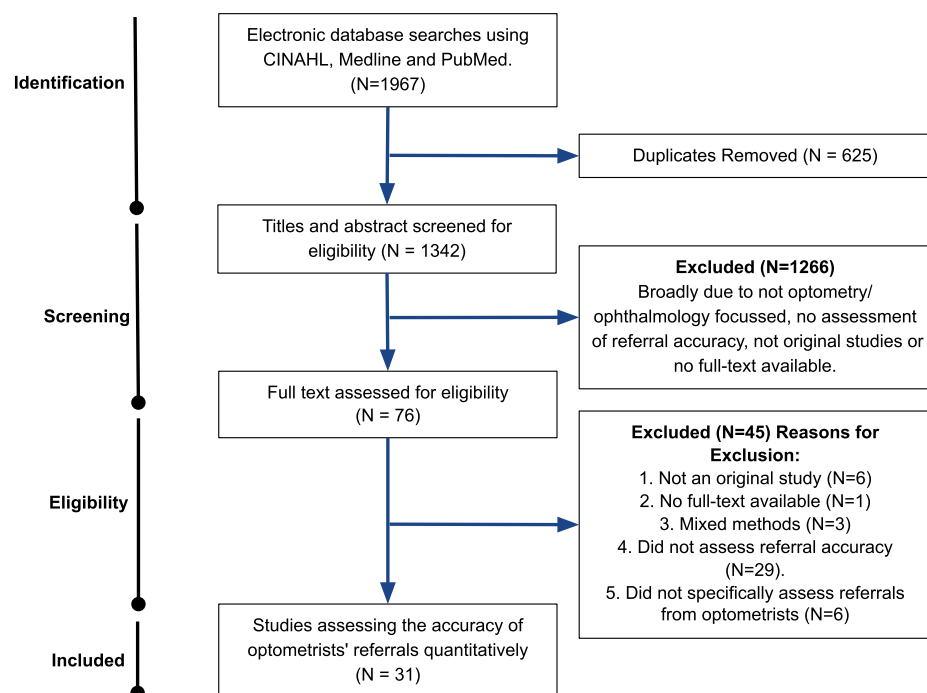 Identification
Electronic database searches using
CINAHL, Medline and PubMed.
(N=1967)
Duplicates Removed (N = 625)
Screening
Titles and abstract screened for
eligibility (N = 1342)
Excluded (N=1266)
Broadly due to not optometry/
ophthalmology focussed, no assessment
of referral accuracy, not original studies or
no full-text available.
Full text assessed for eligibility
(N = 76)
Eligibility
Excluded (N=45) Reasons for
Exclusion:
1. Not an original study (N=6)
2. No full-text available (N=1)
3. Mixed methods (N=3)
4. Did not assess referral accuracy
(N=29).
5. Did not specifically assess referrals
from optometrists (N=6)
Included
Studies assessing the accuracy of
optometrists' referrals quantitatively
(N = 31)